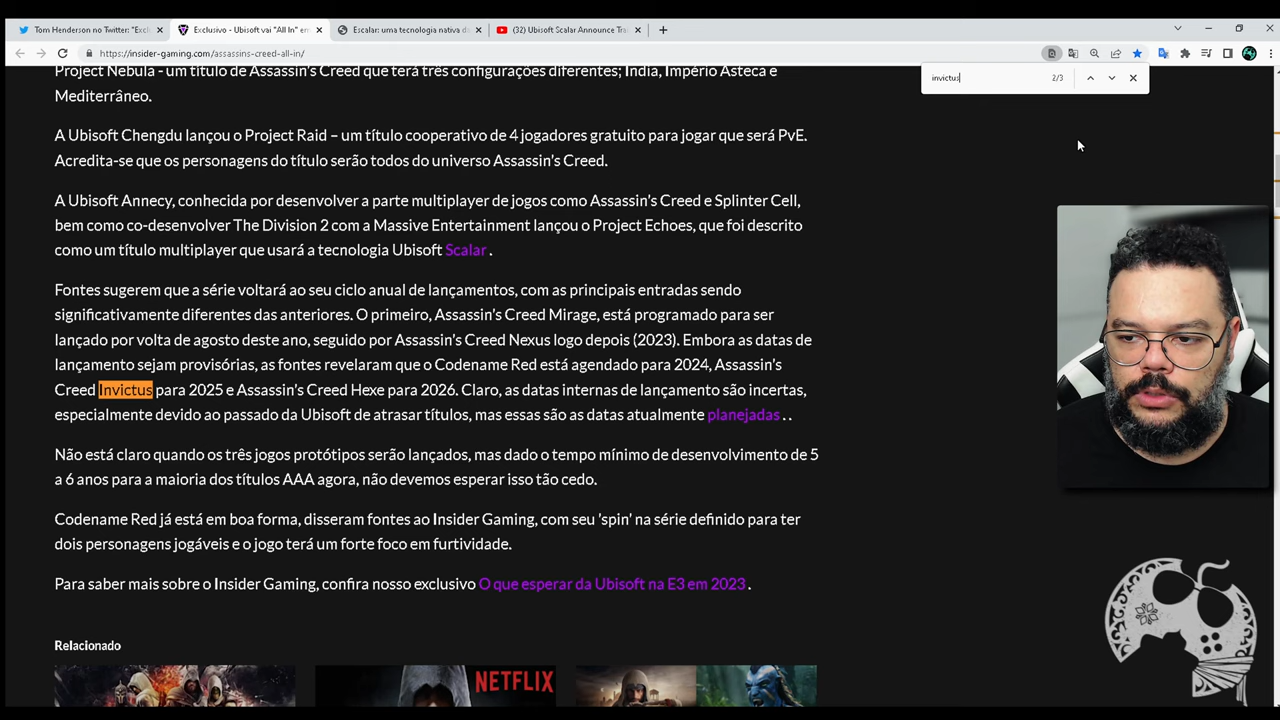 Tom Henderson no Twitter: "Excl
Exclusivo - Ubisoft vai "All In" em
Escalar: uma tecnologia nativa da
(32) Ubisoft Scalar Announce Tra
https://insider-gaming.com/assassins-creed-all-in/
invictus
2/3
Project Nebula - um título de Assassin's Creed que terá três configurações diferentes; Índia, Império Asteca e
Mediterrâneo.
A Ubisoft Chengdu lançou o Project Raid – um título cooperativo de 4 jogadores gratuito para jogar que será PvE.
Acredita-se que os personagens do título serão todos do universo Assassin's Creed.
A Ubisoft Annecy, conhecida por desenvolver a parte multiplayer de jogos como Assassin's Creed e Splinter Cell,
bem como co-desenvolver The Division 2 com a Massive Entertainment lançou o Project Echoes, que foi descrito
como um título multiplayer que usará a tecnologia Ubisoft Scalar .
Fontes sugerem que a série voltará ao seu ciclo anual de lançamentos, com as principais entradas sendo
significativamente diferentes das anteriores. O primeiro, Assassin's Creed Mirage, está programado para ser
lançado por volta de agosto deste ano, seguido por Assassin's Creed Nexus logo depois (2023). Embora as datas de
lançamento sejam provisórias, as fontes revelaram que o Codename Red está agendado para 2024, Assassin's
Creed Invictus para 2025 e Assassin's Creed Hexe para 2026. Claro, as datas internas de lançamento são incertas,
especialmente devido ao passado da Ubisoft de atrasar títulos, mas essas são as datas atualmente planejadas . .
Não está claro quando os três jogos protótipos serão lançados, mas dado o tempo mínimo de desenvolvimento de 5
a 6 anos para a maioria dos títulos AAA agora, não devemos esperar isso tão cedo.
Codename Red já está em boa forma, disseram fontes ao Insider Gaming, com seu 'spin' na série definido para ter
dois personagens jogáveis e o jogo terá um forte foco em furtividade.
Para saber mais sobre o Insider Gaming, confira nosso exclusivo O que esperar da Ubisoft na E3 em 2023 .
Relacionado
NETFLIX